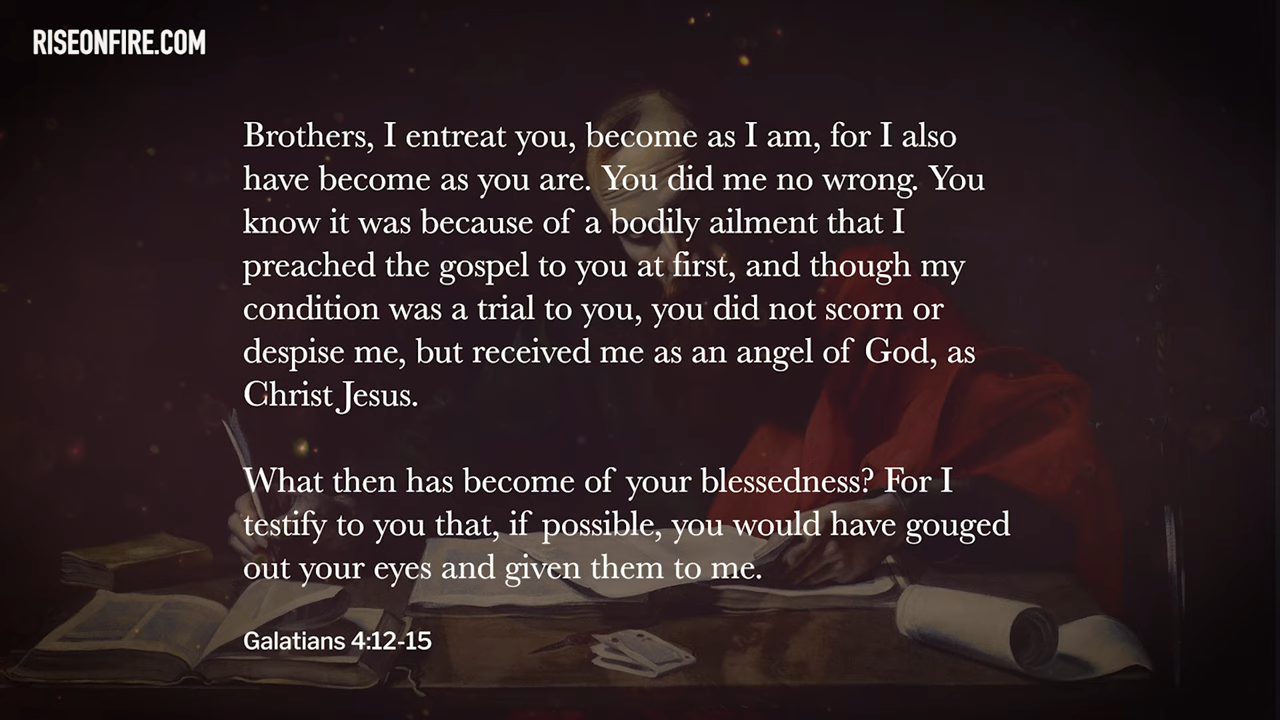 RISEONFIRE.COM
Brothers, I entreat you, become as I am, for I also
have become as you are. You did me no wrong. You
know it was because of a bodily ailment that I
preached the gospel to you at first, and though my
condition was a trial to you, you did not scorn or
despise me, but received me as an angel of God, as
Christ Jesus.
What then has become of your blessedness? For I
testify to you that, if possible, you would have gouged
out your eyes and given them to me.
Galatians 4:12-15